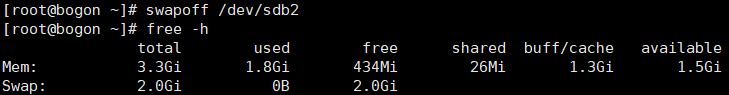 [root@bogon ~]# swapoff /dev/sdb2
[root@bogon ~]# free -h
              total        used        free      shared  buff/cache   available
Mem:          3.3Gi       1.8Gi       434Mi        26Mi       1.3Gi       1.5Gi
Swap:         2.0Gi          0B       2.0Gi